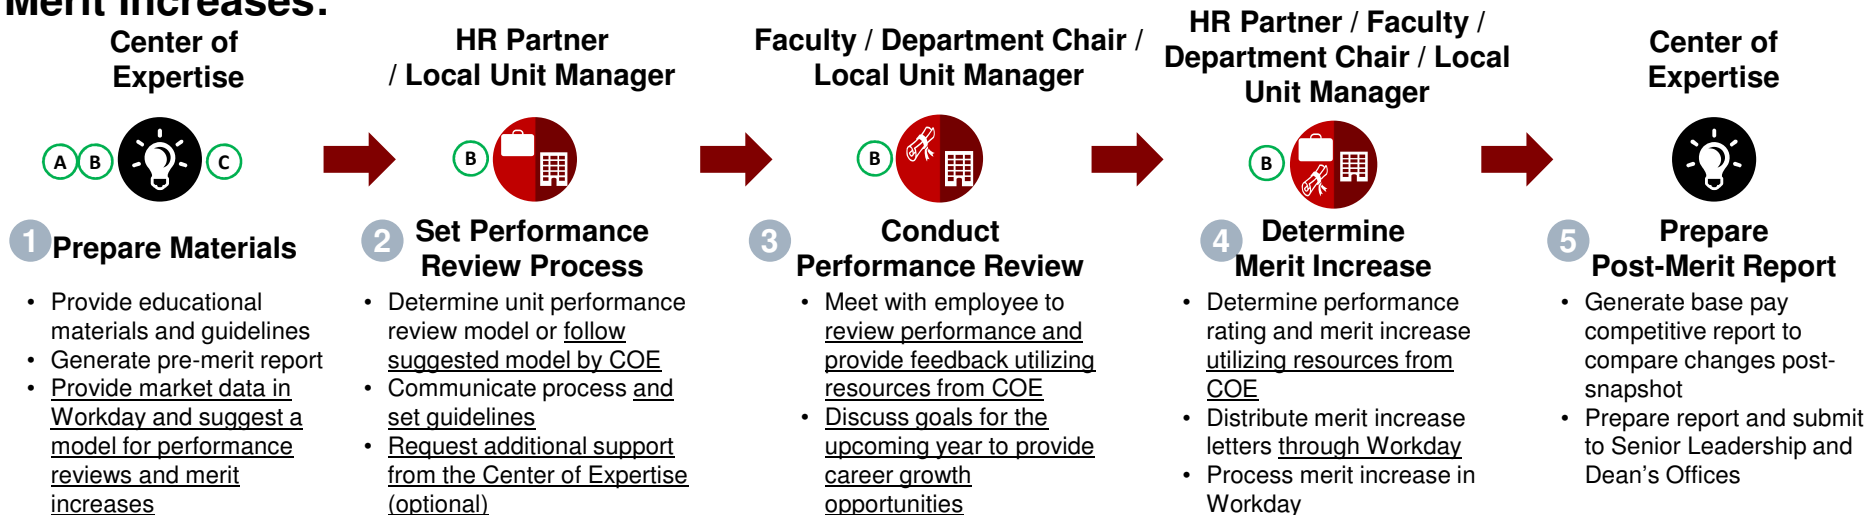 Merit Increases:
Center of
Expertise
A B C
1 Prepare Materials
• Provide educational
materials and guidelines
• Generate pre-merit report
• Provide market data in
Workday and suggest a
model for performance
reviews and merit
increases
HR Partner
/ Local Unit Manager
B
2 Set Performance
Review Process
• Determine unit performance
review model or follow
suggested model by COE
• Communicate process and
set guidelines
• Request additional support
from the Center of Expertise
(optional)
Faculty / Department Chair /
Local Unit Manager
B
3 Conduct
Performance Review
• Meet with employee to
review performance and
provide feedback utilizing
resources from COE
• Discuss goals for the
upcoming year to provide
career growth
opportunities
HR Partner / Faculty /
Department Chair / Local
Unit Manager
B
4 Determine
Merit Increase
• Determine performance
rating and merit increase
utilizing resources from
COE
• Distribute merit increase
letters through Workday
• Process merit increase in
Workday
Center of
Expertise
5 Prepare
Post-Merit Report
• Generate base pay
competitive report to
compare changes post-
snapshot
• Prepare report and submit
to Senior Leadership and
Dean's Offices